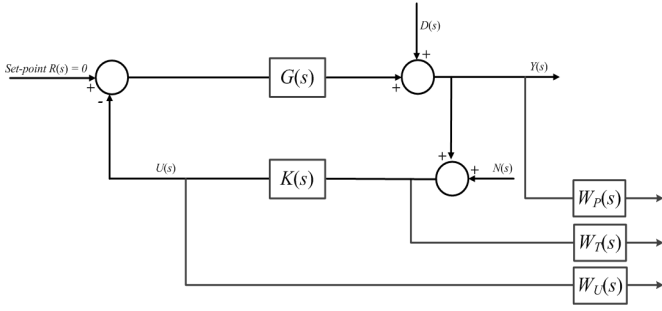 D(s)
+
Set-point R(s) = 0
G(s)
Y(s)
+
+
-
U(s)
K(s)
+
+
N(s)
W_P(s)
W_T(s)
W_U(s)